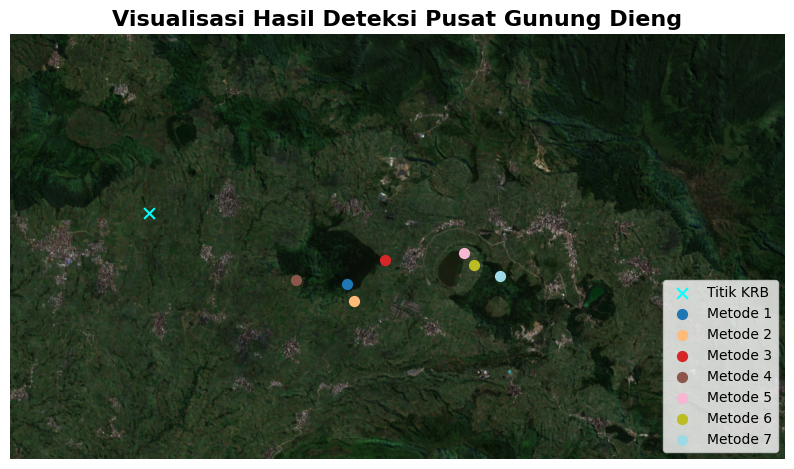 Visualisasi Hasil Deteksi Pusat Gunung Dieng
Titik KRB
Metode 1
Metode 2
Metode 3
Metode 4
Metode 5
Metode 6
Metode 7